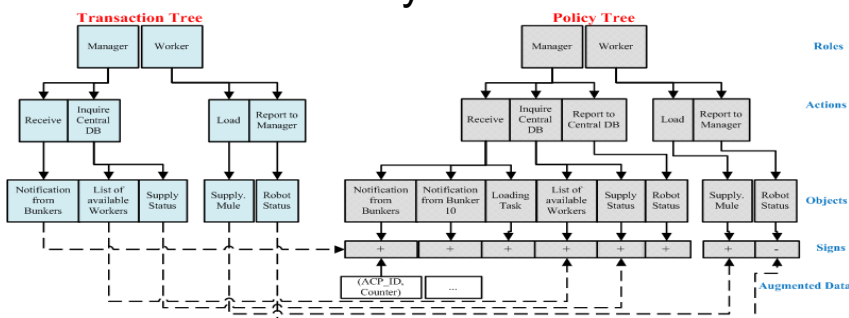 Transaction Tree
Policy Tree
Manager
Worker
Manager
Worker
Roles
Receive
Inquire
Central
DB
Load
Report to
Manager
Receive
Inquire
Central
DB
Report to
Central DB
Load
Report to
Manager
Actions
Notification
from
Bunkers
List of
available
Workers
Supply
Status
Supply.
Mule
Robot
Status
Notification
from
Bunkers
Notification
from Bunker
10
Loading
Task
List of
available
Workers
Supply
Status
Robot
Status
Supply.
Mule
Robot
Status
Objects
+ + + + + + + -
Signs
(ACP_ID,
Counter)
...
Augmented Data